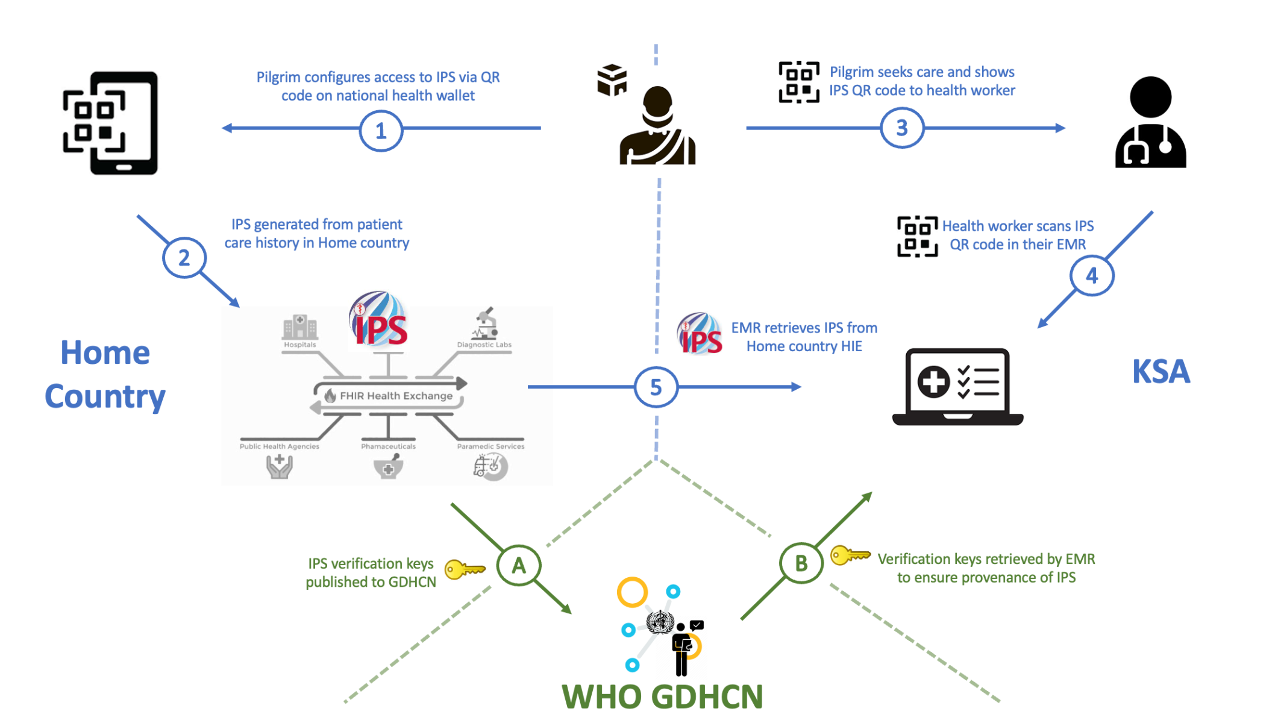 Pilgrim configures access to IPS via QR
code on national health wallet
1
Pilgrim seeks care and shows
IPS QR code to health worker
3
IPS generated from patient
care history in Home country
2
Health worker scans IPS
QR code in their EMR
4
Home
Country
IPS
Hospitals
Diagnostic Labs
FHIR Health Exchange
Public Health Agencies
Phamaceuticals
Paramedic Services
IPS
EMR retrieves IPS from
Home country HIE
5
KSA
IPS verification keys
published to GDHCN
A
B
Verification keys retrieved by EMR
to ensure provenance of IPS
WHO GDHCN